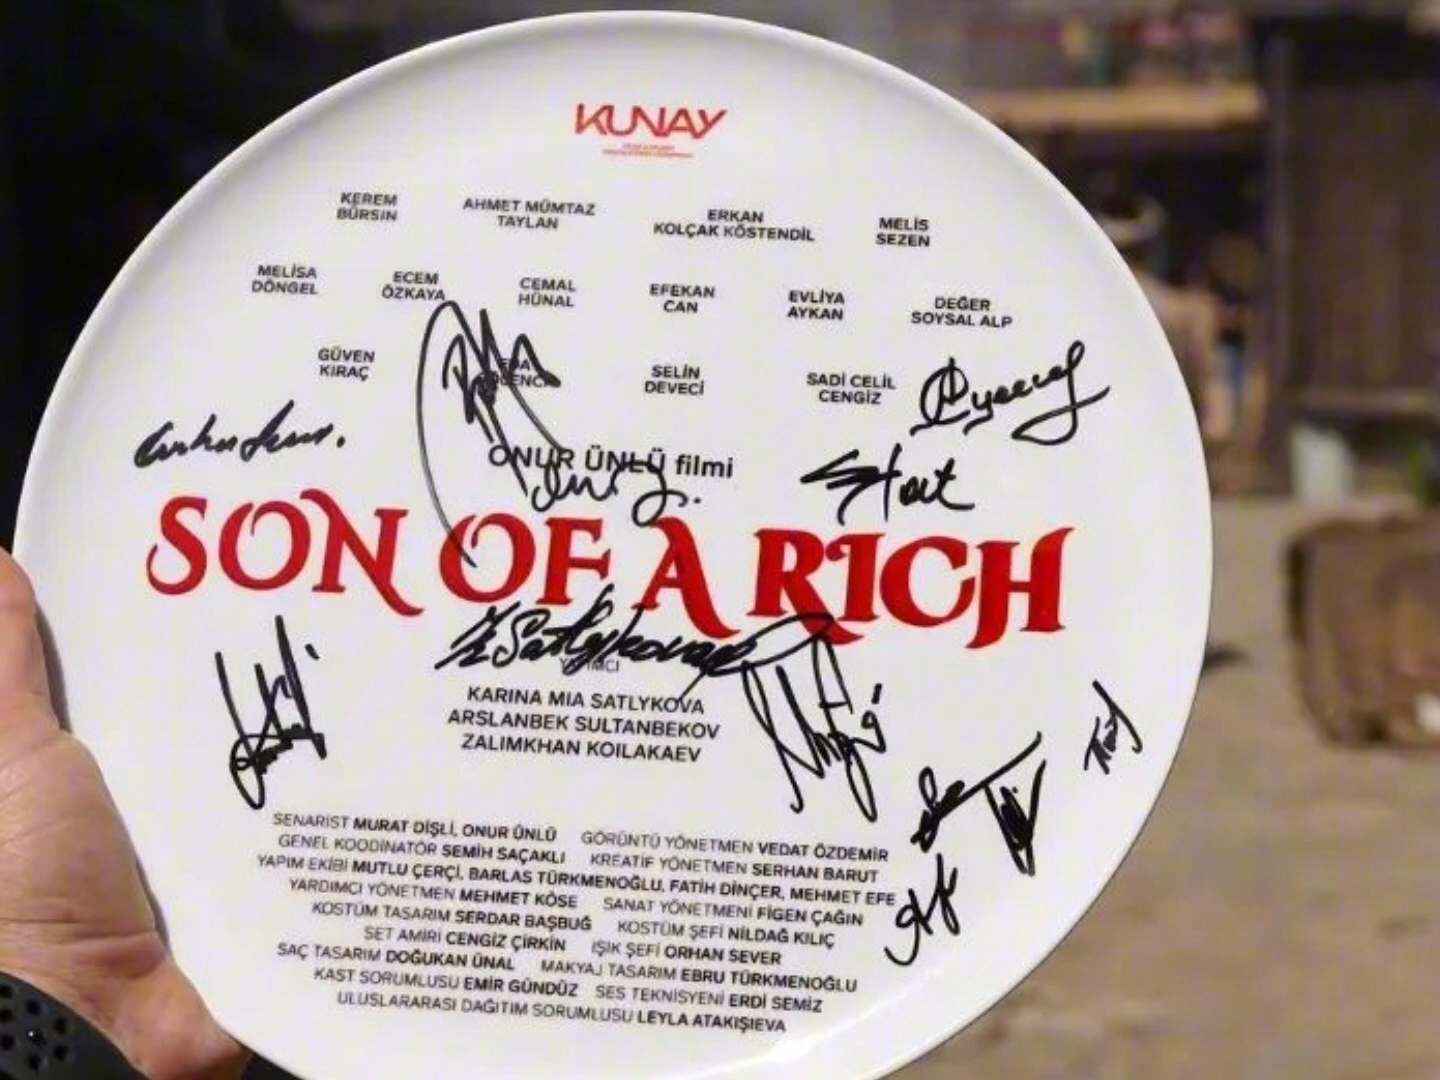 KUNAY
KEREM BÜRSİN
AHMET MÜMTAZ TAYLAN
ERKAN KOLÇAK KÖSTENDİL
MELİS SEZEN
MELİSA DÖNGEL
ECEM ÖZKAYA
CEMAL HÜNAL
EFEKAN CAN
EVLİYA AYKAN
DEĞER SOYSAL ALP
GÜVEN KIRAÇ
SELİN DEVECİ
SADİ CELİL CENGİZ
ONUR ÜNLÜ filmi
SON OF A RICH
Satlykova
YAPIMCI
KARINA MIA SATLYKOVA
ARSLANBEK SULTANBEKOV
ZALIMKHAN KOILAKAEV
SENARİST MURAT DİŞLİ, ONUR ÜNLÜ GÖRÜNTÜ YÖNETMEN VEDAT ÖZDEMİR
GENEL KOODİNATÖR SEMİH SAÇAKLI KREATİF YÖNETMEN SERHAN BARUT
YAPIM EKİBİ MUTLU ÇERÇİ, BARLAS TÜRKMENOĞLU, FATİH DİNÇER, MEHMET EFE
YARDIMCI YÖNETMEN MEHMET KÖSE SANAT YÖNETMENİ FİGEN ÇAĞIN
KOSTÜM TASARIM SERDAR BAŞBUĞ KOSTÜM ŞEFİ NİLDAĞ KILIÇ
SET AMİRİ CENGİZ ÇİRKİN IŞIK ŞEFİ ORHAN SEVER
SAÇ TASARIM DOĞUKAN ÜNAL MAKYAJ TASARIM EBRU TÜRKMENOĞLU
KAST SORUMLUSU EMİR GÜNDÜZ SES TEKNİSYENİ ERDİ SEMİZ
ULUSLARARASI DAĞITIM SORUMLUSU LEYLA ATAKIŞIEVA